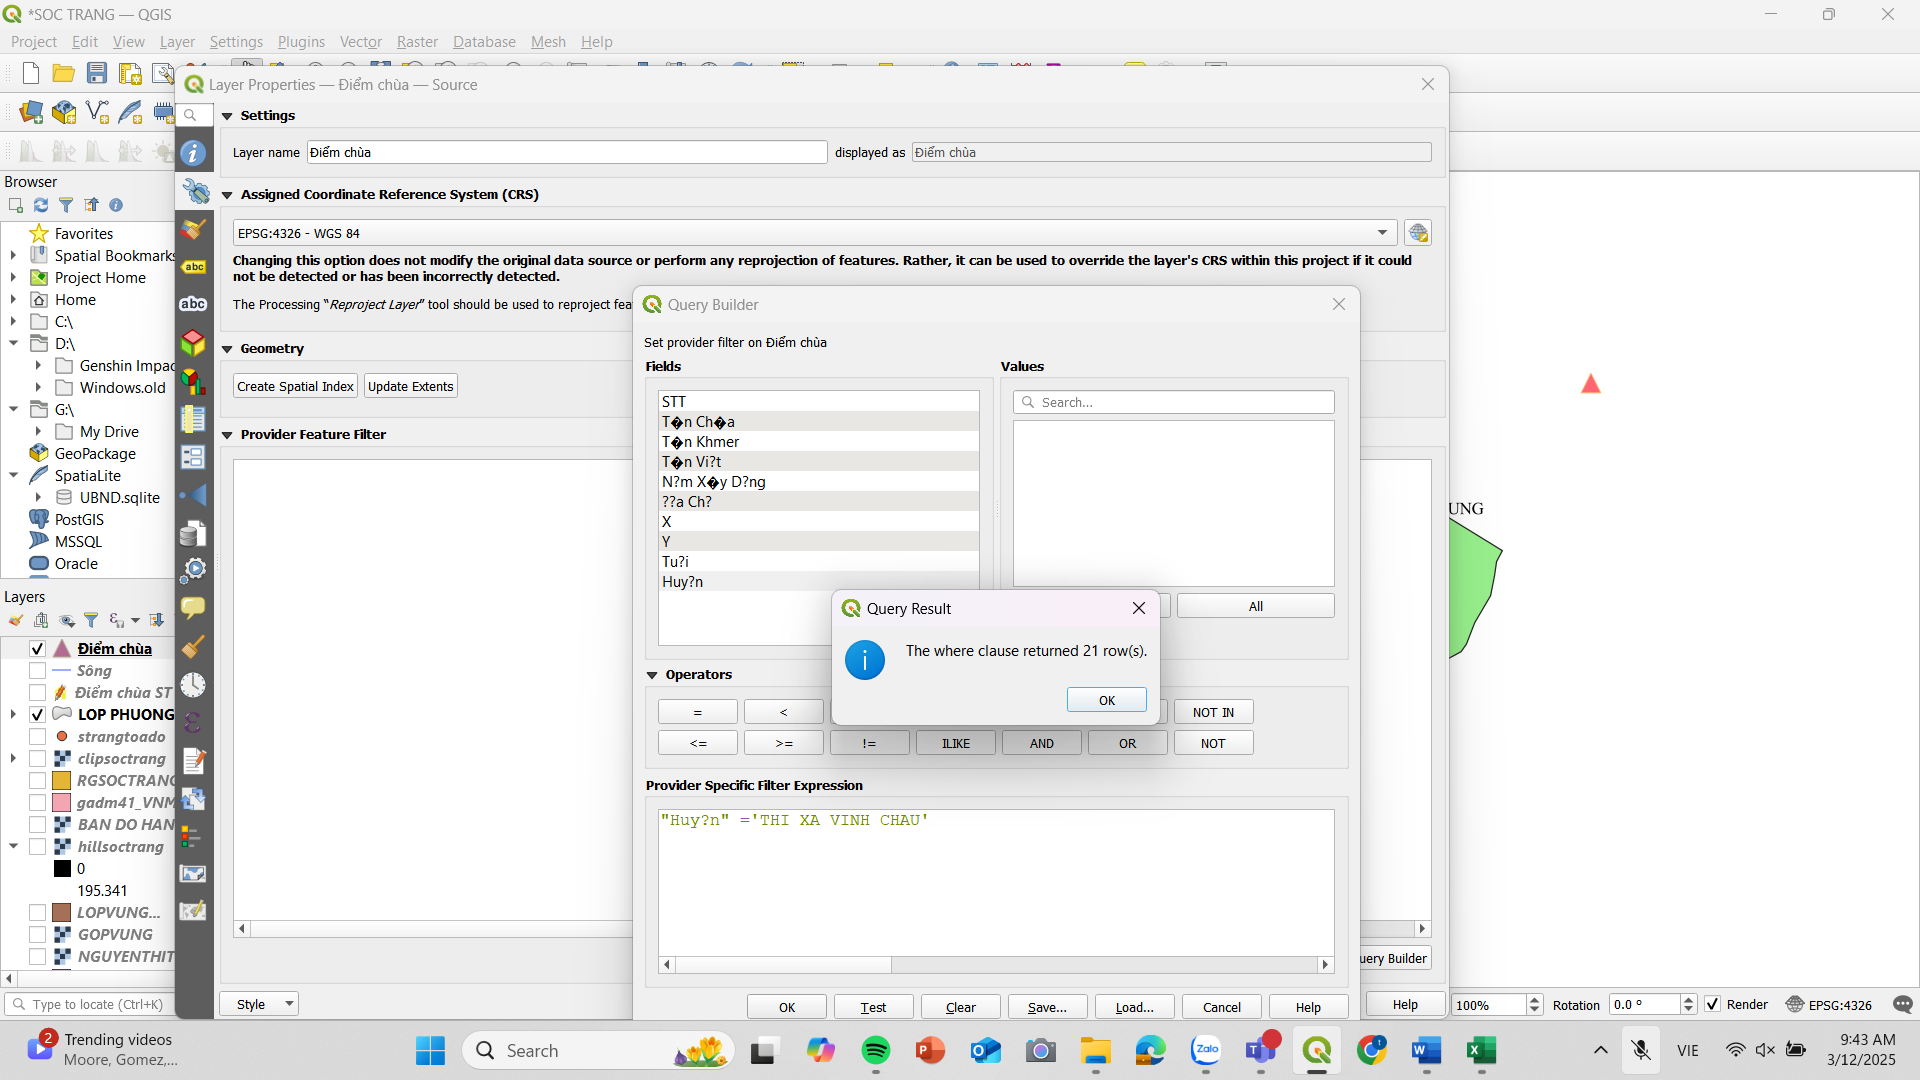 *SOC TRANG — QGIS
Project Edit View Layer Settings Plugins Vector Raster Database Mesh Help
Layer Properties — Điểm chùa — Source
Settings
Layer name Điểm chùa displayed as Điểm chùa
Assigned Coordinate Reference System (CRS)
EPSG:4326 - WGS 84
Changing this option does not modify the original data source or perform any reprojection of features. Rather, it can be used to override the layer's CRS within this project if it could
not be detected or has been incorrectly detected.
The Processing “Reproject Layer” tool should be used to reproject fea
Geometry
Create Spatial Index Update Extents
Provider Feature Filter
uery Builder
Style
Help
Browser
Favorites
Spatial Bookmarks
Project Home
Home
C:\
D:\
Genshin Impac
Windows.old
G:\
My Drive
GeoPackage
SpatiaLite
UBND.sqlite
PostGIS
MSSQL
Oracle
Layers
Điểm chùa
Sông
Điểm chùa ST
LOP PHUONG
strangtoado
clipsoctrang
RGSOCTRANG
gadm41_VNM
BAN DO HAN
hillsoctrang
0
195.341
LOPVUNG...
GOPVUNG
NGUYENTHIT
Type to locate (Ctrl+K)
abc
abc
Query Builder
Set provider filter on Điểm chùa
Fields
STT
T�n Ch�a
T�n Khmer
T�n Vi?t
N?m X�y D?ng
??a Ch?
X
Y
Tu?i
Huy?n
Values
Search...
All
Operators
= < NOT IN
<= >= != ILIKE AND OR NOT
Provider Specific Filter Expression
"Huy?n" ='THI XA VINH CHAU'
OK Test Clear Save... Load... Cancel Help
Query Result
The where clause returned 21 row(s).
OK
UNG
100% Rotation 0.0 ° Render EPSG:4326
2
Trending videos
Moore, Gomez,...
Search
Zalo
VIE
9:43 AM
3/12/2025